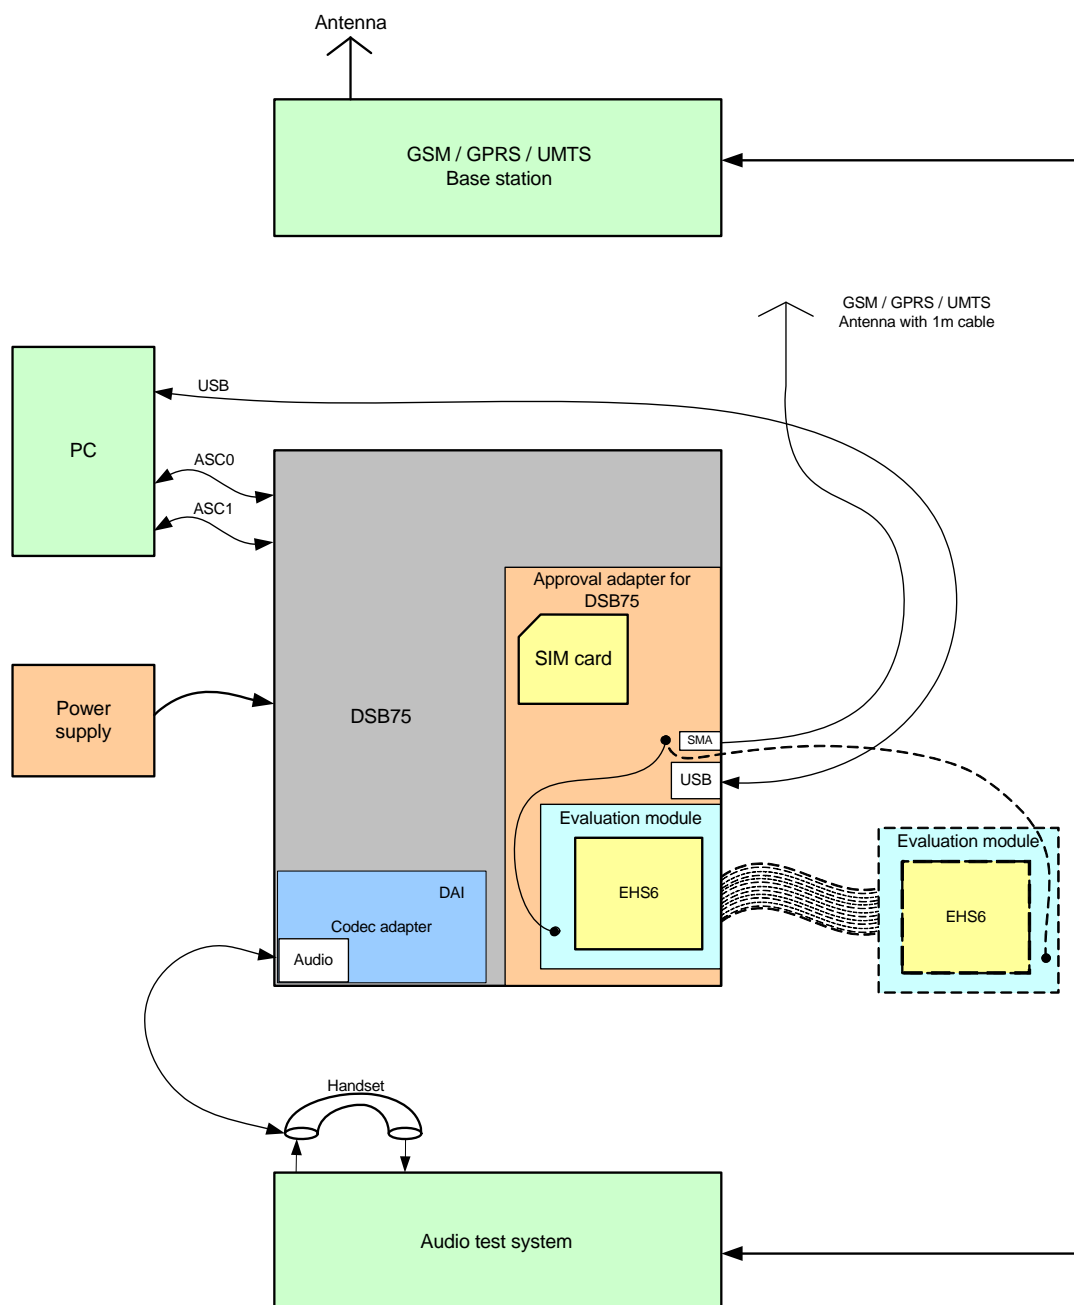 Antenna
GSM / GPRS / UMTS
Base station
GSM / GPRS / UMTS
Antenna with 1m cable
USB
PC
ASC0
ASC1
Approval adapter for
DSB75
SIM card
Power
supply
DSB75
SMA
USB
Evaluation module
EHS6
Evaluation module
EHS6
DAI
Codec adapter
Audio
Handset
Audio test system